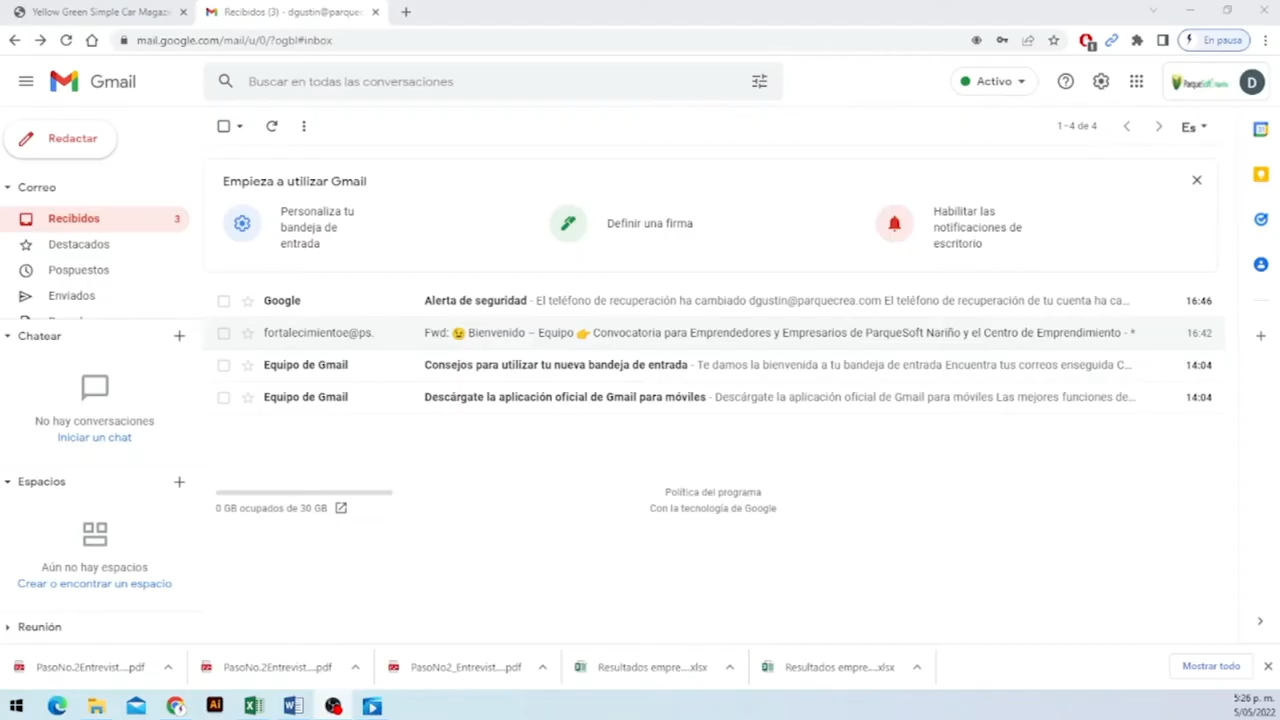 Yellow Green Simple Car Magazi
Recibidos (3) - dgustin@parquec
mail.google.com/mail/u/0/?ogbl#inbox
En pausa
Gmail
Buscar en todas las conversaciones
Activo
D
Redactar
1-4 de 4
Es
Correo
Recibidos 3
Destacados
Pospuestos
Enviados
Empieza a utilizar Gmail
Personaliza tu
bandeja de
entrada
Definir una firma
Habilitar las
notificaciones de
escritorio
Google Alerta de seguridad - El teléfono de recuperación ha cambiado dgustin@parquecrea.com El teléfono de recuperación de tu cuenta ha ca... 16:46
fortalecimientoe@ps. Fwd: 😉 Bienvenido – Equipo 👉 Convocatoria para Emprendedores y Empresarios de ParqueSoft Nariño y el Centro de Emprendimiento - * 16:42
Equipo de Gmail Consejos para utilizar tu nueva bandeja de entrada - Te damos la bienvenida a tu bandeja de entrada Encuentra tus correos enseguida C... 14:04
Equipo de Gmail Descárgate la aplicación oficial de Gmail para móviles - Descárgate la aplicación oficial de Gmail para móviles Las mejores funciones de... 14:04
Chatear
No hay conversaciones
Iniciar un chat
Espacios
Aún no hay espacios
Crear o encontrar un espacio
Reunión
0 GB ocupados de 30 GB
Política del programa
Con la tecnología de Google
PasoNo.2Entrevist....pdf
PasoNo.2Entrevist....pdf
PasoNo2_Entrevist....pdf
Resultados empre....xlsx
Resultados empre....xlsx
Mostrar todo
5:26 p. m.
5/05/2022